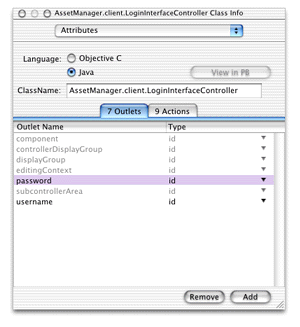 AssetManager.client.LoginInterfaceController Class Info
Attributes
Language: Objective C
Java
View in PB
ClassName: AssetManager.client.LoginInterfaceController
7 Outlets 9 Actions
Outlet Name Type
component id
controllerDisplayGroup id
displayGroup id
editingContext id
password id
subcontrollerArea id
username id
Remove Add